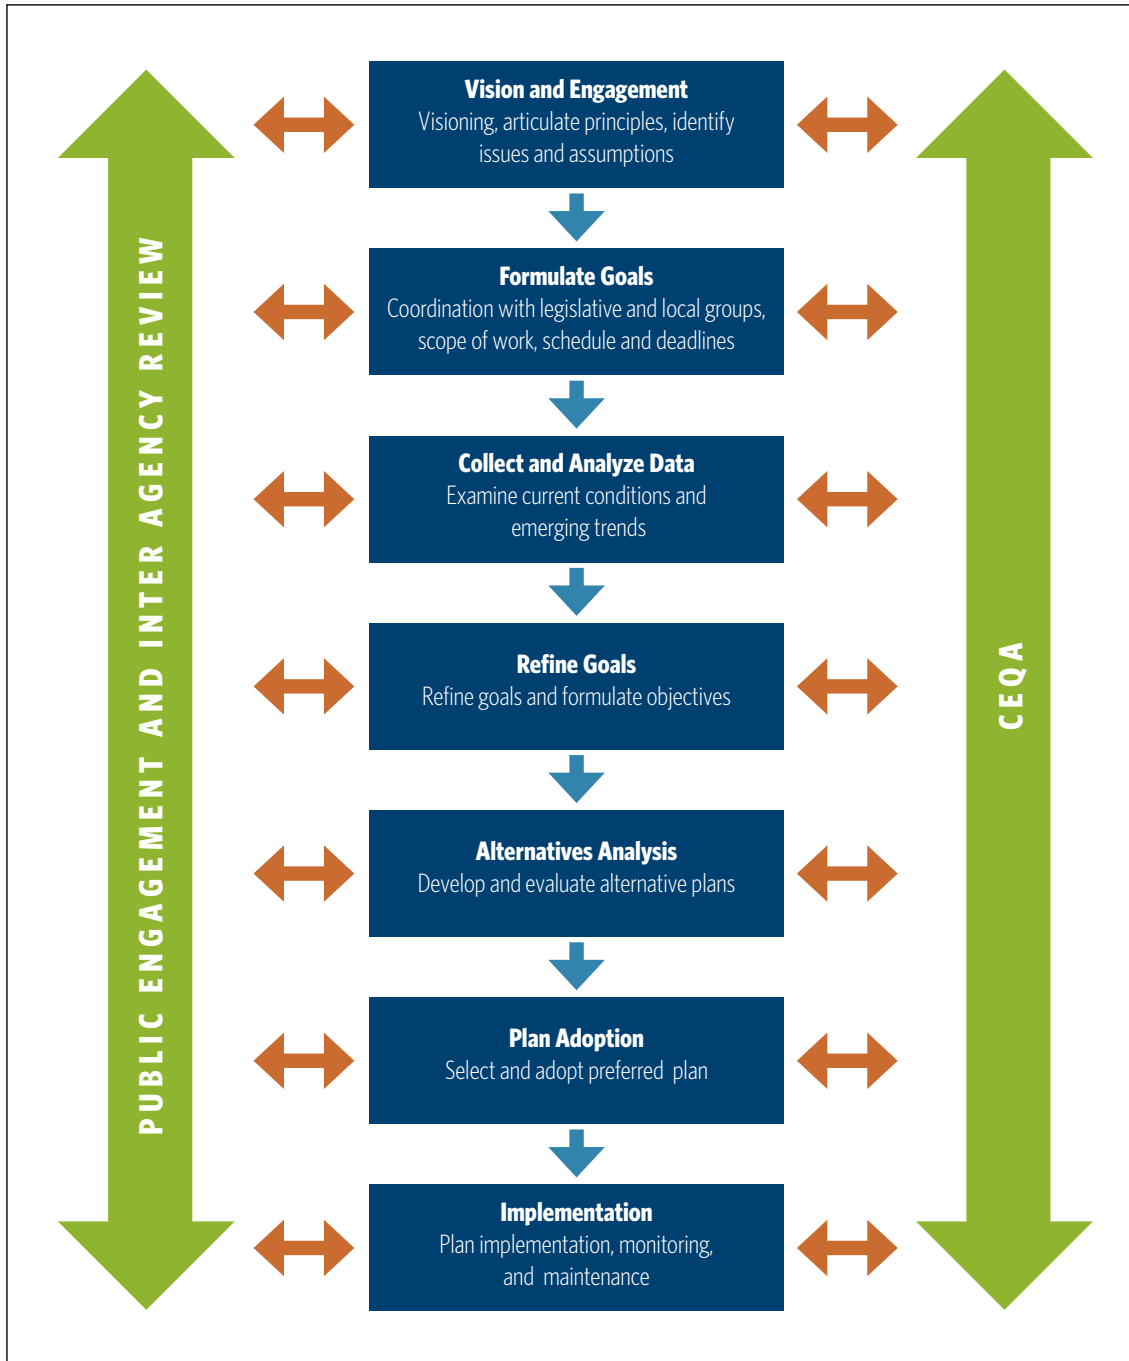 PUBLIC ENGAGEMENT AND INTER AGENCY REVIEW
Vision and Engagement
Visioning, articulate principles, identify
issues and assumptions
Formulate Goals
Coordination with legislative and local groups,
scope of work, schedule and deadlines
Collect and Analyze Data
Examine current conditions and
emerging trends
Refine Goals
Refine goals and formulate objectives
Alternatives Analysis
Develop and evaluate alternative plans
Plan Adoption
Select and adopt preferred plan
Implementation
Plan implementation, monitoring,
and maintenance
CEQA